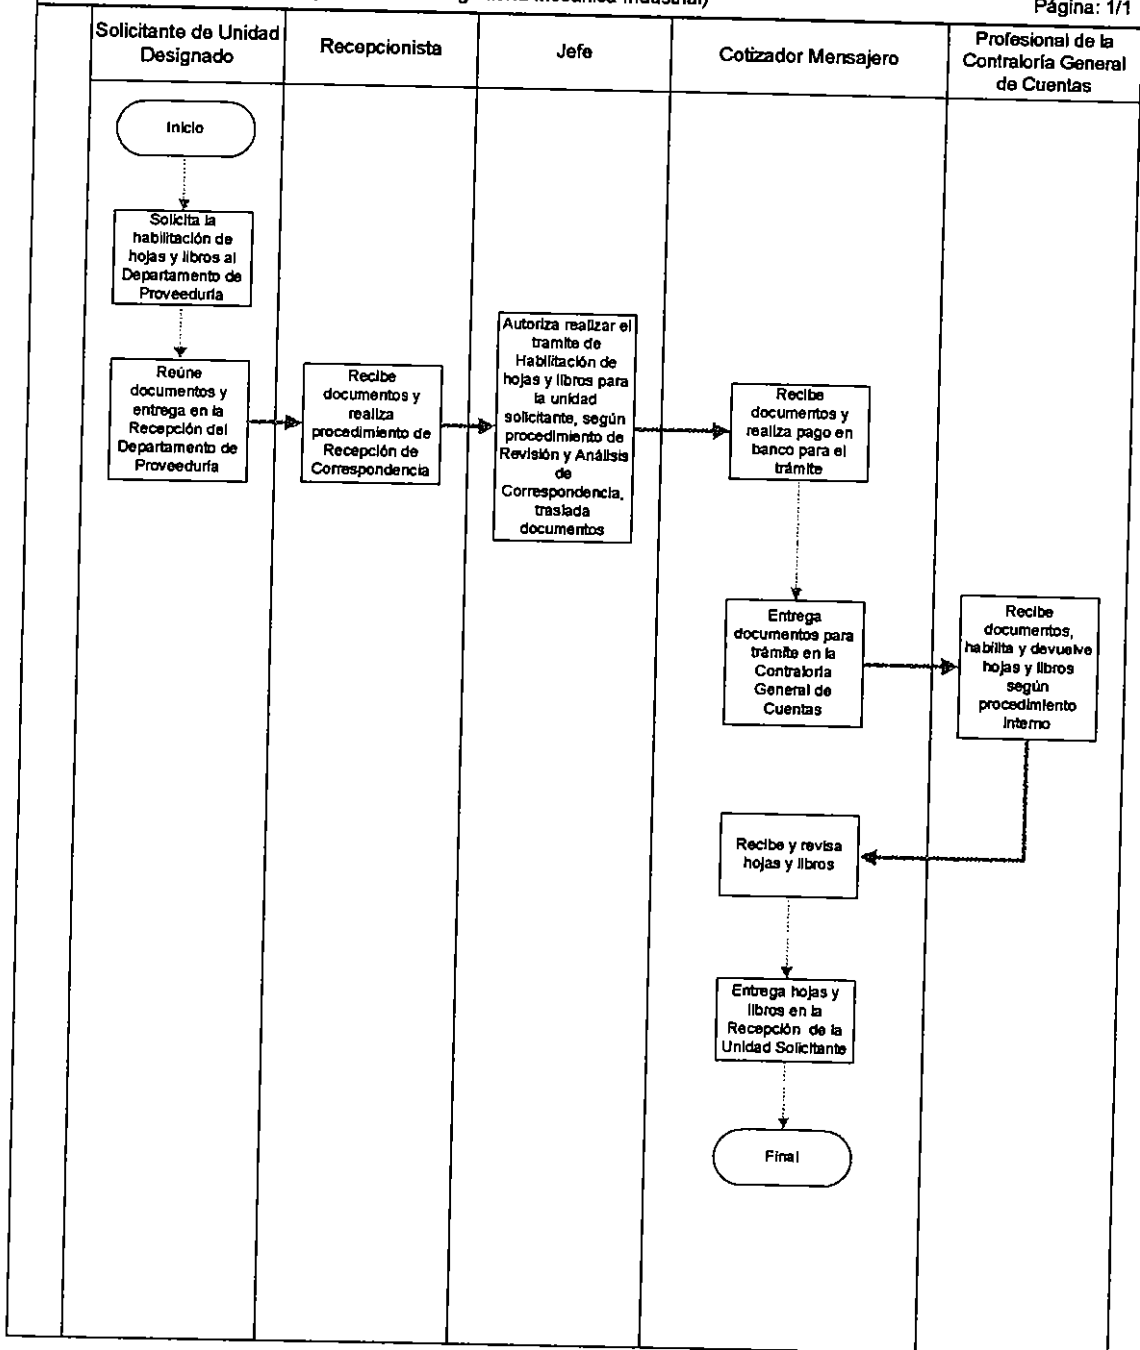 Mecánica Industrial)
Página: 1/1
Solicitante de Unidad
Designado
Recepcionista
Jefe
Cotizador Mensajero
Profesional de la
Contraloría General
de Cuentas
Inicio
Solicita la
habilitación de
hojas y libros al
Departamento de
Proveeduría
Reúne
documentos y
entrega en la
Recepción del
Departamento de
Proveeduría
Recibe
documentos y
realiza
procedimiento de
Recepción de
Correspondencia
Autoriza realizar el
tramite de
Habilitación de
hojas y libros para
la unidad
solicitante, según
procedimiento de
Revisión y Análisis
de
Correspondencia,
traslada
documentos
Recibe
documentos y
realiza pago en
banco para el
trámite
Entrega
documentos para
trámite en la
Contraloría
General de
Cuentas
Recibe
documentos,
habilita y devuelve
hojas y libros
según
procedimiento
Interno
Recibe y revisa
hojas y libros
Entrega hojas y
libros en la
Recepción de la
Unidad Solicitante
Final